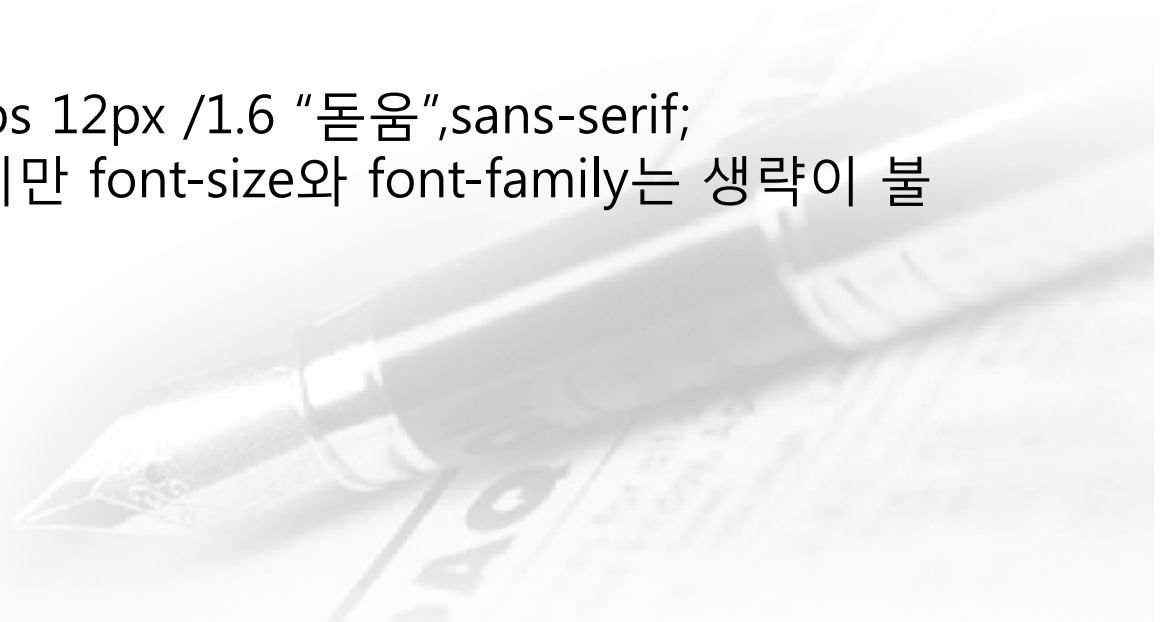 os 12px /1.6 “돋움”,sans-serif;
만 font-size와 font-family는 생략이 불
DAQ